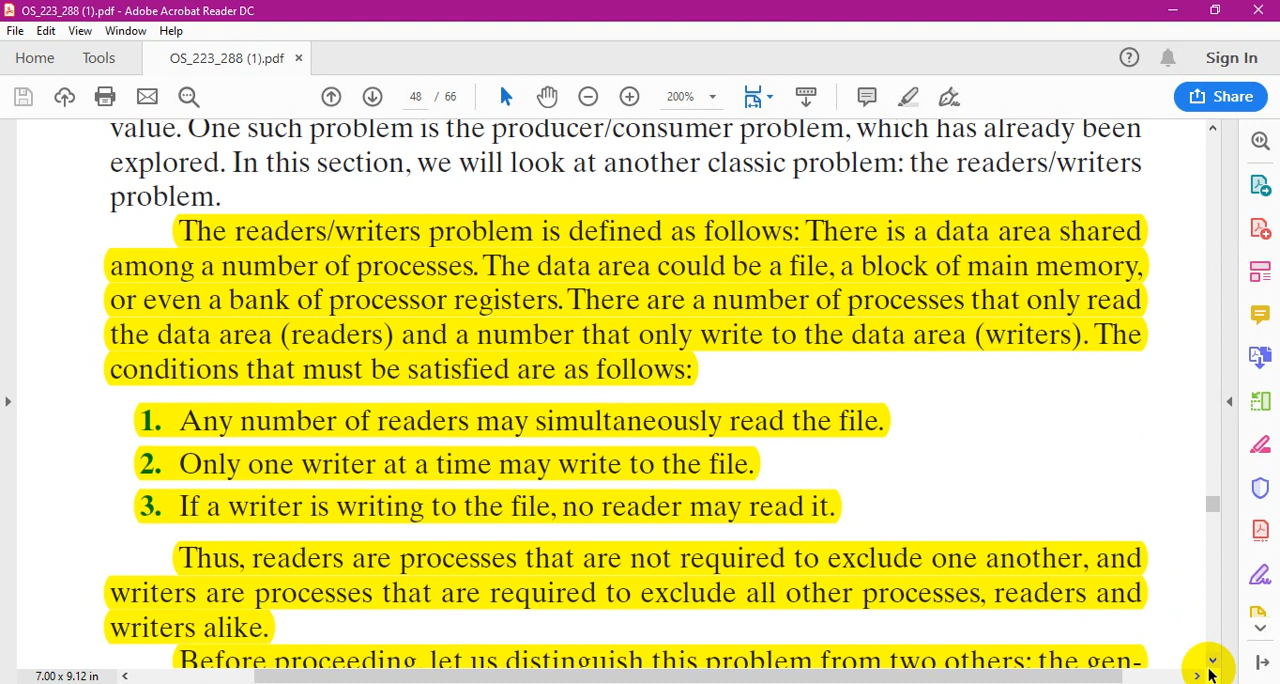 OS_223_288 (1).pdf - Adobe Acrobat Reader DC
File Edit View Window Help
Home Tools OS_223_288 (1).pdf × Sign In
48 / 66 200% Share
value. One such problem is the producer/consumer problem, which has already been
explored. In this section, we will look at another classic problem: the readers/writers
problem.
The readers/writers problem is defined as follows: There is a data area shared
among a number of processes. The data area could be a file, a block of main memory,
or even a bank of processor registers. There are a number of processes that only read
the data area (readers) and a number that only write to the data area (writers). The
conditions that must be satisfied are as follows:
1. Any number of readers may simultaneously read the file.
2. Only one writer at a time may write to the file.
3. If a writer is writing to the file, no reader may read it.
Thus, readers are processes that are not required to exclude one another, and
writers are processes that are required to exclude all other processes, readers and
writers alike.
Before proceeding, let us distinguish this problem from two others: the gen-
7.00 x 9.12 in